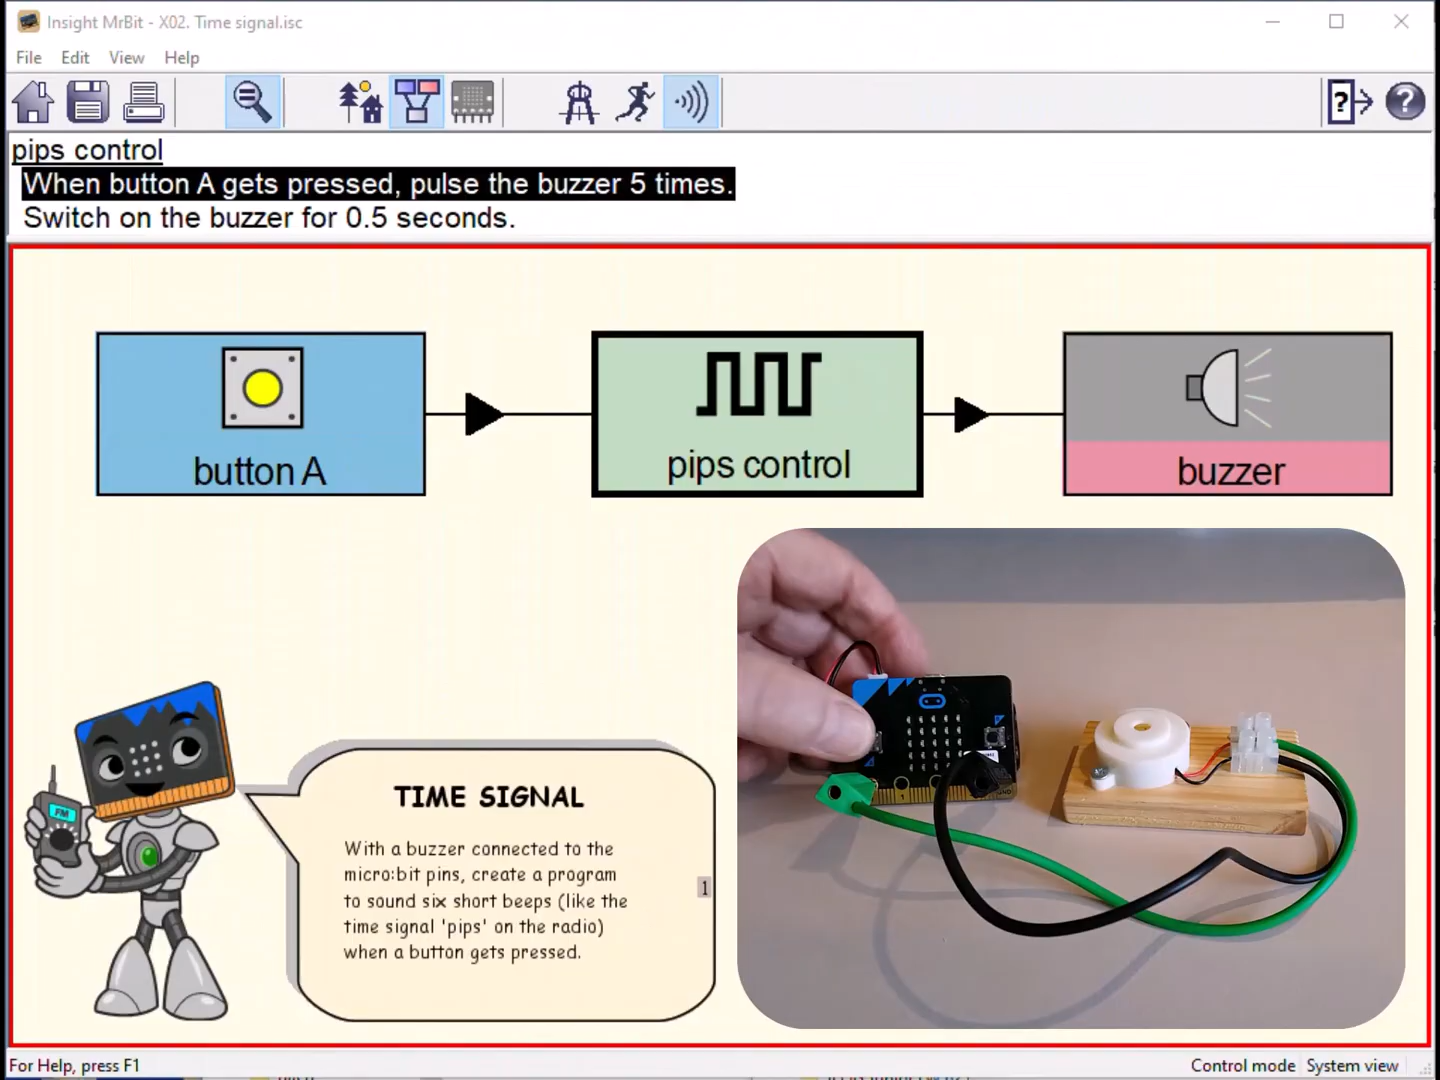 Insight MrBit - X02. Time signal.isc
File Edit View Help
pips control
When button A gets pressed, pulse the buzzer 5 times.
Switch on the buzzer for 0.5 seconds.
button A
pips control
buzzer
FM
TIME SIGNAL
With a buzzer connected to the
micro:bit pins, create a program
to sound six short beeps (like the
time signal 'pips' on the radio)
when a button gets pressed.
1
For Help, press F1
Control mode System view